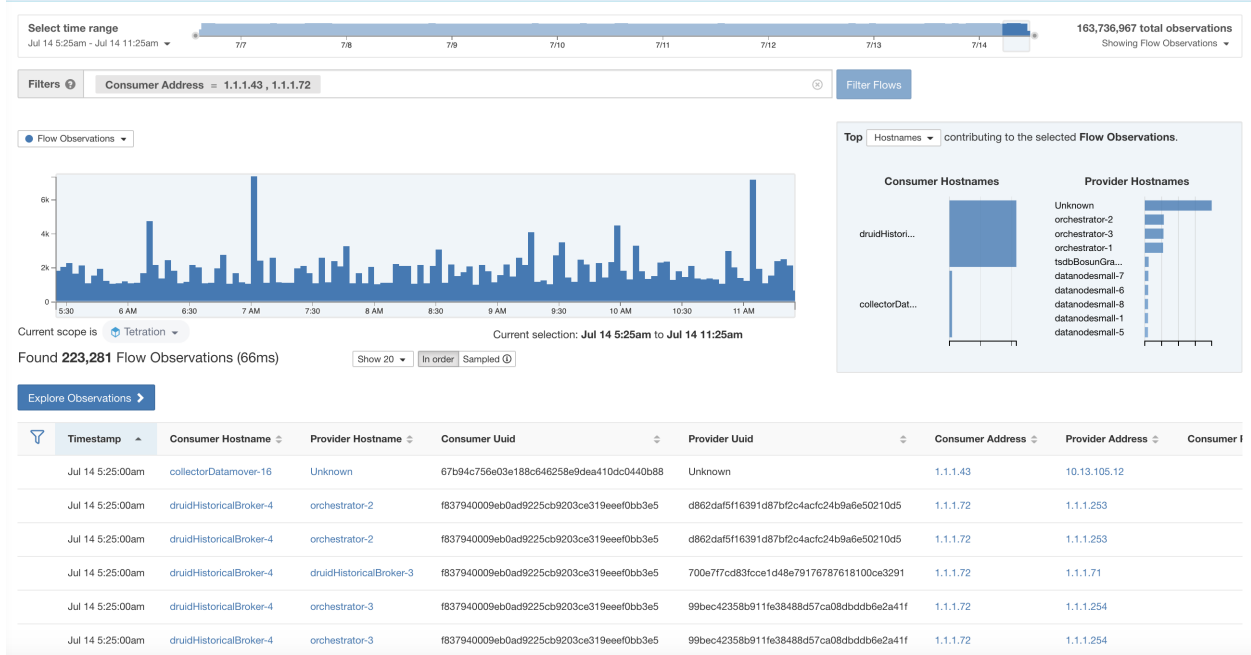 Select time range
Jul 14 5:25am - Jul 14 11:25am
7/7 7/8 7/9 7/10 7/11 7/12 7/13 7/14
163,736,967 total observations
Showing Flow Observations
Filters
Consumer Address = 1.1.1.43 , 1.1.1.72
Filter Flows
Flow Observations
6k
4k
2k
0
5:30 6 AM 6:30 7 AM 7:30 8 AM 8:30 9 AM 9:30 10 AM 10:30 11 AM
Top Hostnames contributing to the selected Flow Observations.
Consumer Hostnames
druidHistori...
collectorDat...
Provider Hostnames
Unknown
orchestrator-2
orchestrator-3
orchestrator-1
tsdbBosunGra...
datanodesmall-7
datanodesmall-6
datanodesmall-8
datanodesmall-1
datanodesmall-5
Current scope is Tetration
Current selection: Jul 14 5:25am to Jul 14 11:25am
Found 223,281 Flow Observations (66ms)
Show 20 In order Sampled
Explore Observations
Timestamp Consumer Hostname Provider Hostname Consumer Uuid Provider Uuid Consumer Address Provider Address Consumer
Jul 14 5:25:00am collectorDatamover-16 Unknown 67b94c756e03e188c646258e9dea410dc0440b88 Unknown 1.1.1.43 10.13.105.12
Jul 14 5:25:00am druidHistoricalBroker-4 orchestrator-2 f837940009eb0ad9225cb9203ce319eeef0bb3e5 d862daf5f16391d87bf2c4acfc24b9a6e50210d5 1.1.1.72 1.1.1.253
Jul 14 5:25:00am druidHistoricalBroker-4 orchestrator-2 f837940009eb0ad9225cb9203ce319eeef0bb3e5 d862daf5f16391d87bf2c4acfc24b9a6e50210d5 1.1.1.72 1.1.1.253
Jul 14 5:25:00am druidHistoricalBroker-4 druidHistoricalBroker-3 f837940009eb0ad9225cb9203ce319eeef0bb3e5 700e7f7cd83fcce1d48e79176787618100ce3291 1.1.1.72 1.1.1.71
Jul 14 5:25:00am druidHistoricalBroker-4 orchestrator-3 f837940009eb0ad9225cb9203ce319eeef0bb3e5 99bec42358b911fe38488d57ca08dbddb6e2a41f 1.1.1.72 1.1.1.254
Jul 14 5:25:00am druidHistoricalBroker-4 orchestrator-3 f837940009eb0ad9225cb9203ce319eeef0bb3e5 99bec42358b911fe38488d57ca08dbddb6e2a41f 1.1.1.72 1.1.1.254